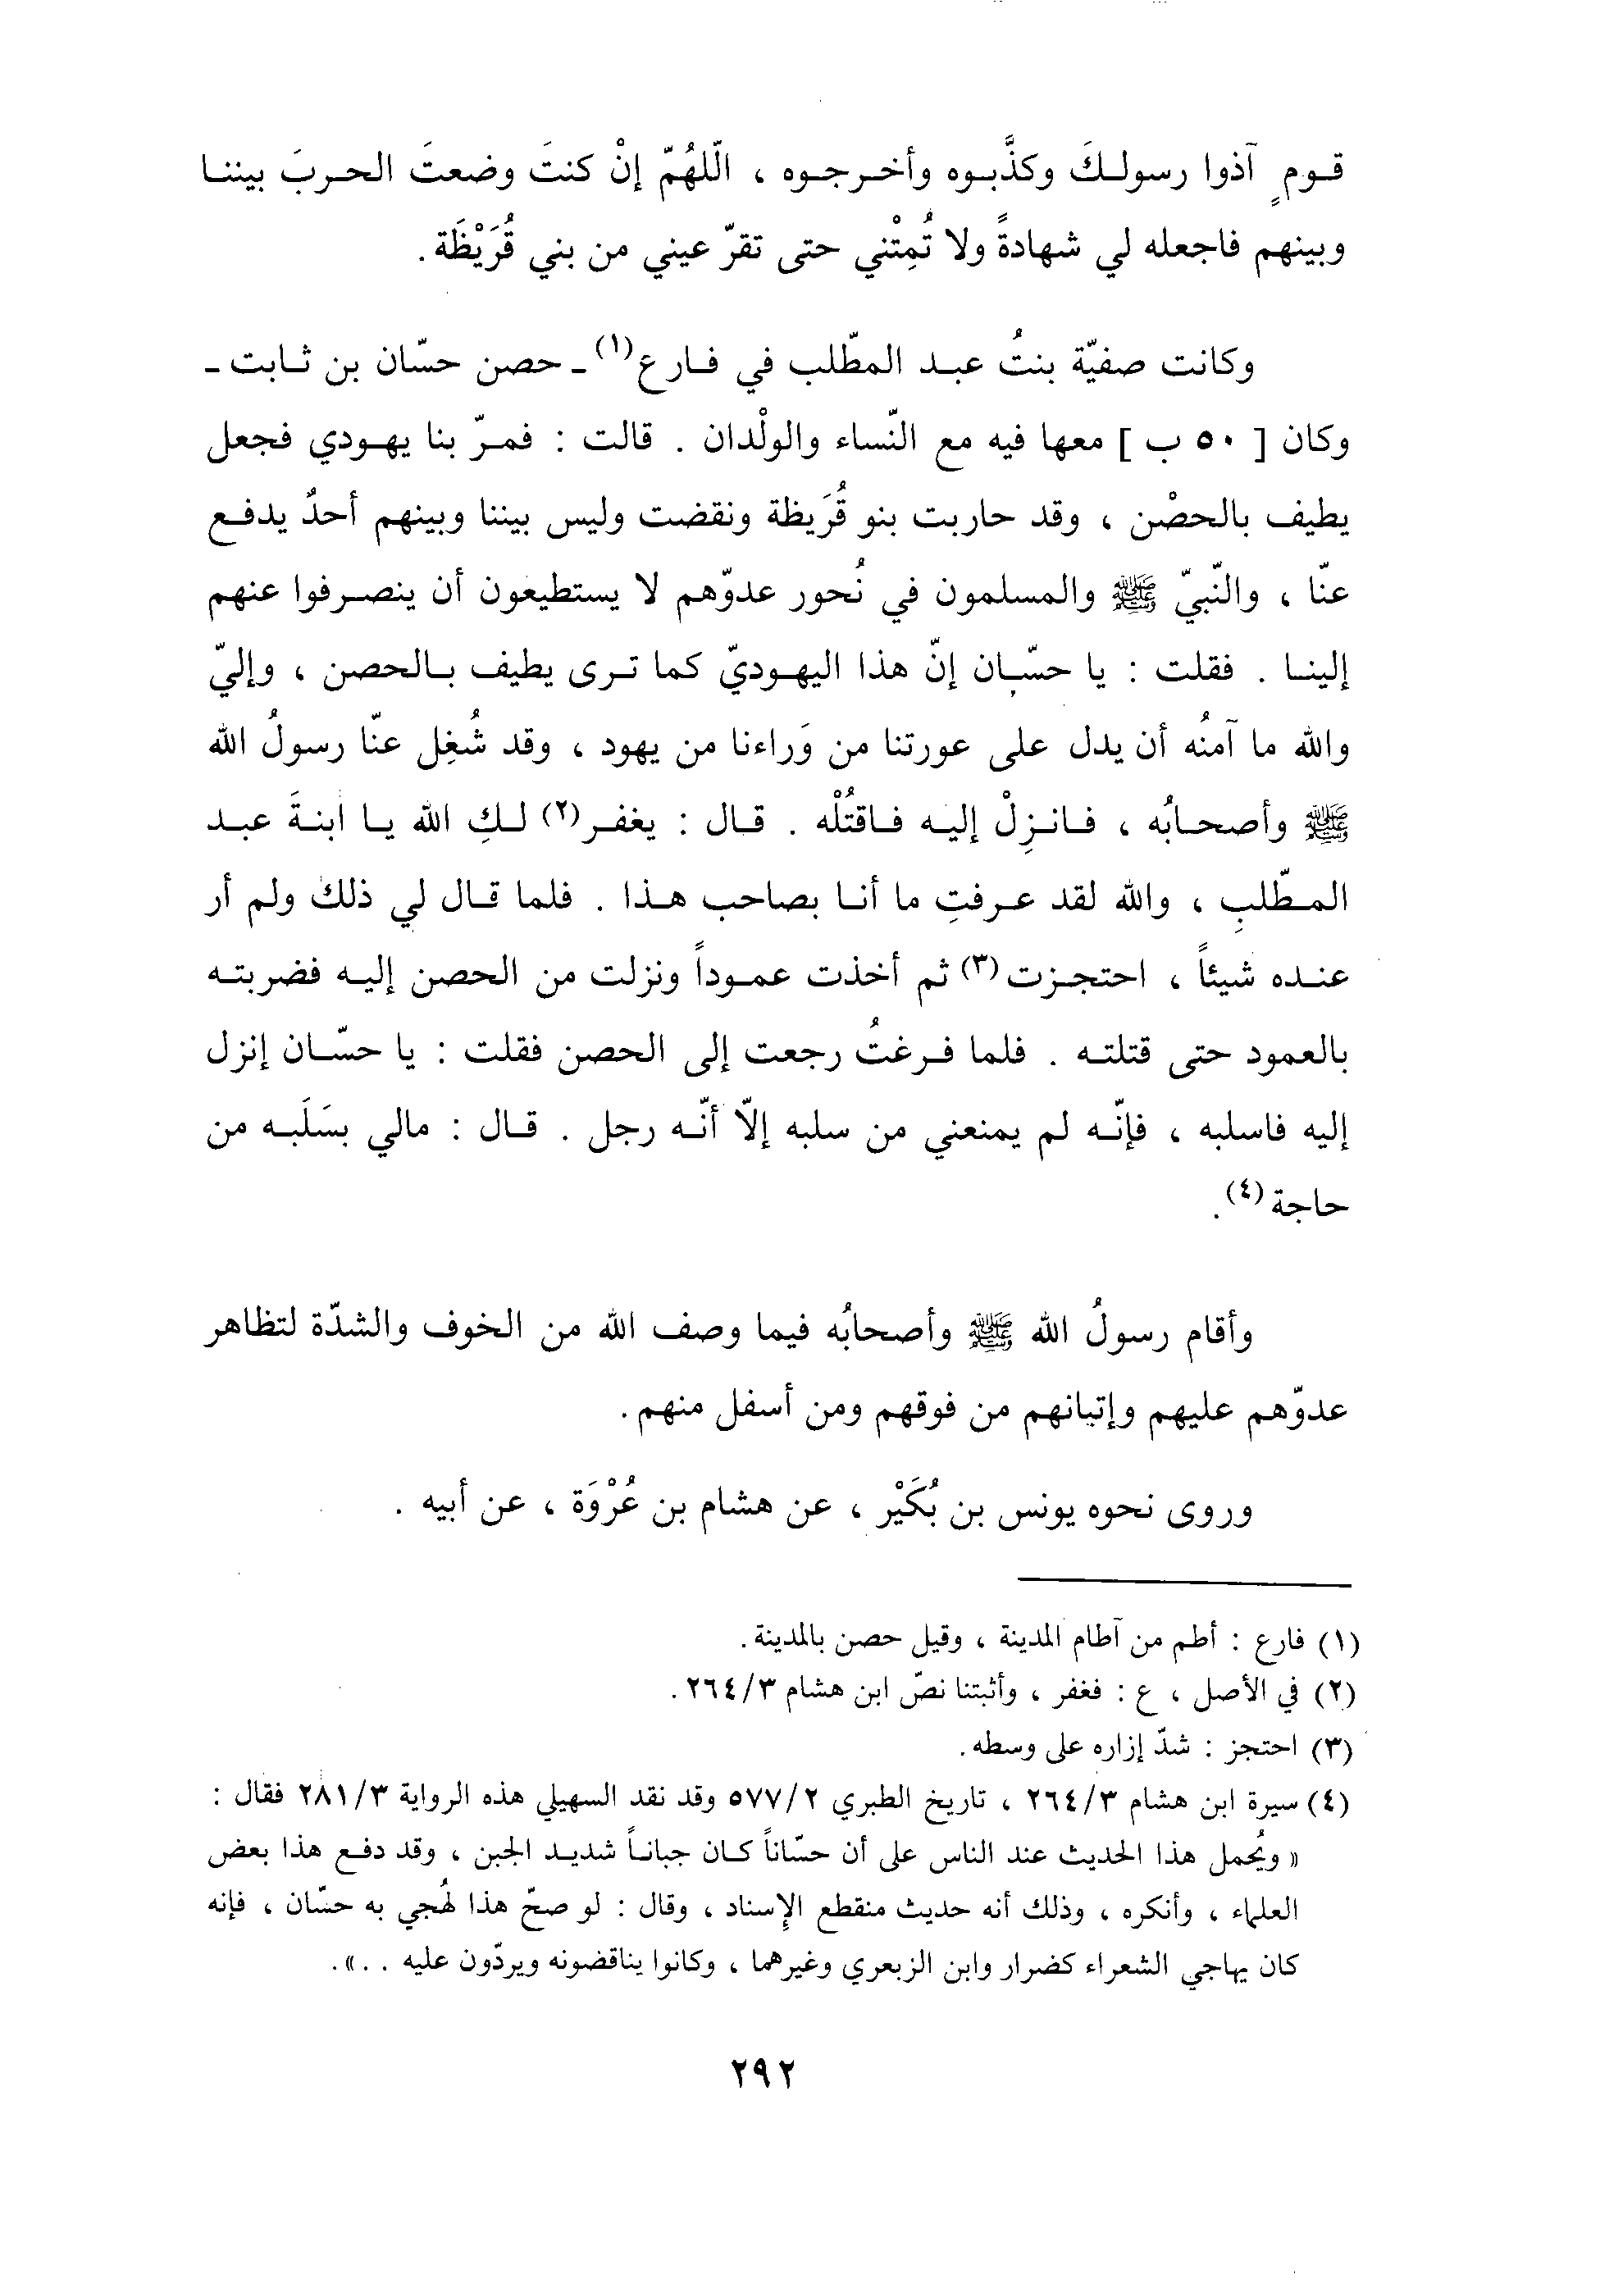 قوم آذوا رسولكَ وكذَّبوه وأخرجوه ، الّلهُمّ إنْ كنتَ وضعتَ الحربَ بيننا
وبينهم فاجعله لي شهادةً ولا تُمِتْني حتى تقرّ عيني من بني قُرَيْظَة .
وكانت صفيّة بنتُ عبد المطّلب في فارع(١) ـ حصن حسّان بن ثابت ـ
وكان [ ٥٠ ب ] معها فيه مع النّساء والولْدان . قالت : فمرّ بنا يهودي فجعل
يطيف بالحصْن ، وقد حاربت بنو قُرَيظة ونقضت وليس بيننا وبينهم أحدٌ يدفع
عنّا ، والنّبيّ ﷺ والمسلمون في نُحور عدوّهم لا يستطيعون أن ينصرفوا عنهم
إلينا . فقلت : يا حسّان إنّ هذا اليهوديّ كما ترى يطيف بالحصن ، وإليّ
والله ما آمنُه أن يدل على عورتنا من وَراءنا من يهود ، وقد شُغِل عنّا رسولُ الله
ﷺ وأصحابُه ، فانزِلْ إليه فاقتُلْه . قال : يغفر(٢) لكِ الله يا ابنةَ عبد
المطّلبِ ، والله لقد عرفتِ ما أنا بصاحب هذا . فلما قال لي ذلك ولم أر
عنده شيئاً ، احتجزت(٣) ثم أخذت عموداً ونزلت من الحصن إليه فضربته
بالعمود حتى قتلته . فلما فرغتُ رجعت إلى الحصن فقلت : يا حسّان إنزل
إليه فاسلبه ، فإنّه لم يمنعني من سلبه إلاّ أنّه رجل . قال : مالي بسَلَبه من
حاجة(٤) .
وأقام رسولُ الله ﷺ وأصحابُه فيما وصف الله من الخوف والشدّة لتظاهر
عدوّهم عليهم وإتيانهم من فوقهم ومن أسفل منهم .
وروى نحوه يونس بن بُكَيْر ، عن هشام بن عُرْوَة ، عن أبيه .
(١) فارع : أطم من آطام المدينة ، وقيل حصن بالمدينة .
(٢) في الأصل ، ع : فغفر ، وأثبتنا نصّ ابن هشام ٢٦٤/٣ .
(٣) احتجز : شدّ إزاره على وسطه .
(٤) سيرة ابن هشام ٢٦٤/٣ ، تاريخ الطبري ٥٧٧/٢ وقد نقد السهيلي هذه الرواية ٢٨١/٣ فقال :
« ويُحمل هذا الحديث عند الناس على أن حسّاناً كان جباناً شديد الجبن ، وقد دفع هذا بعض
العلماء ، وأنكره ، وذلك أنه حديث منقطع الإسناد ، وقال : لو صحّ هذا لهُجي به حسّان ، فإنه
كان يهاجي الشعراء كضرار وابن الزبعري وغيرهما ، وكانوا يناقضونه ويردّون عليه . . » .
٢٩٢